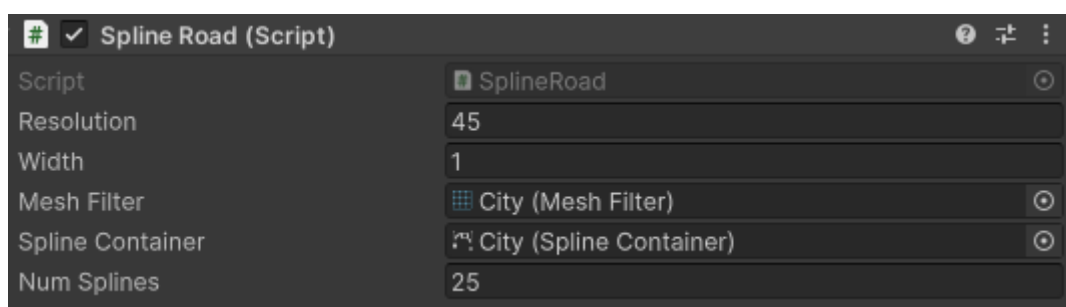 # Spline Road (Script)
Script SplineRoad
Resolution 45
Width 1
Mesh Filter City (Mesh Filter)
Spline Container City (Spline Container)
Num Splines 25